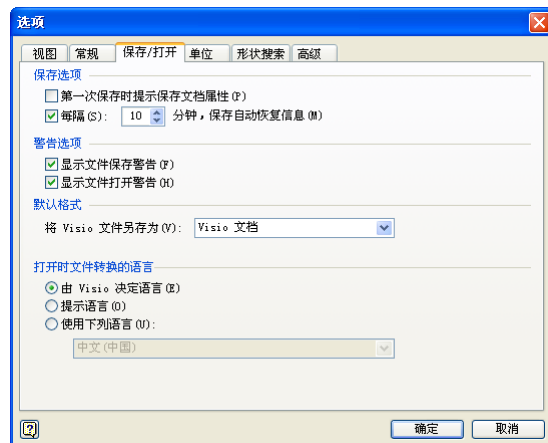 选项
视图 常规 保存/打开 单位 形状搜索 高级
保存选项
第一次保存时提示保存文档属性(P)
每隔(S): 10 分钟，保存自动恢复信息(M)
警告选项
显示文件保存警告(F)
显示文件打开警告(H)
默认格式
将 Visio 文件另存为(V): Visio 文档
打开时文件转换的语言
由 Visio 决定语言(E)
提示语言(O)
使用下列语言(U):
中文(中国)
确定 取消